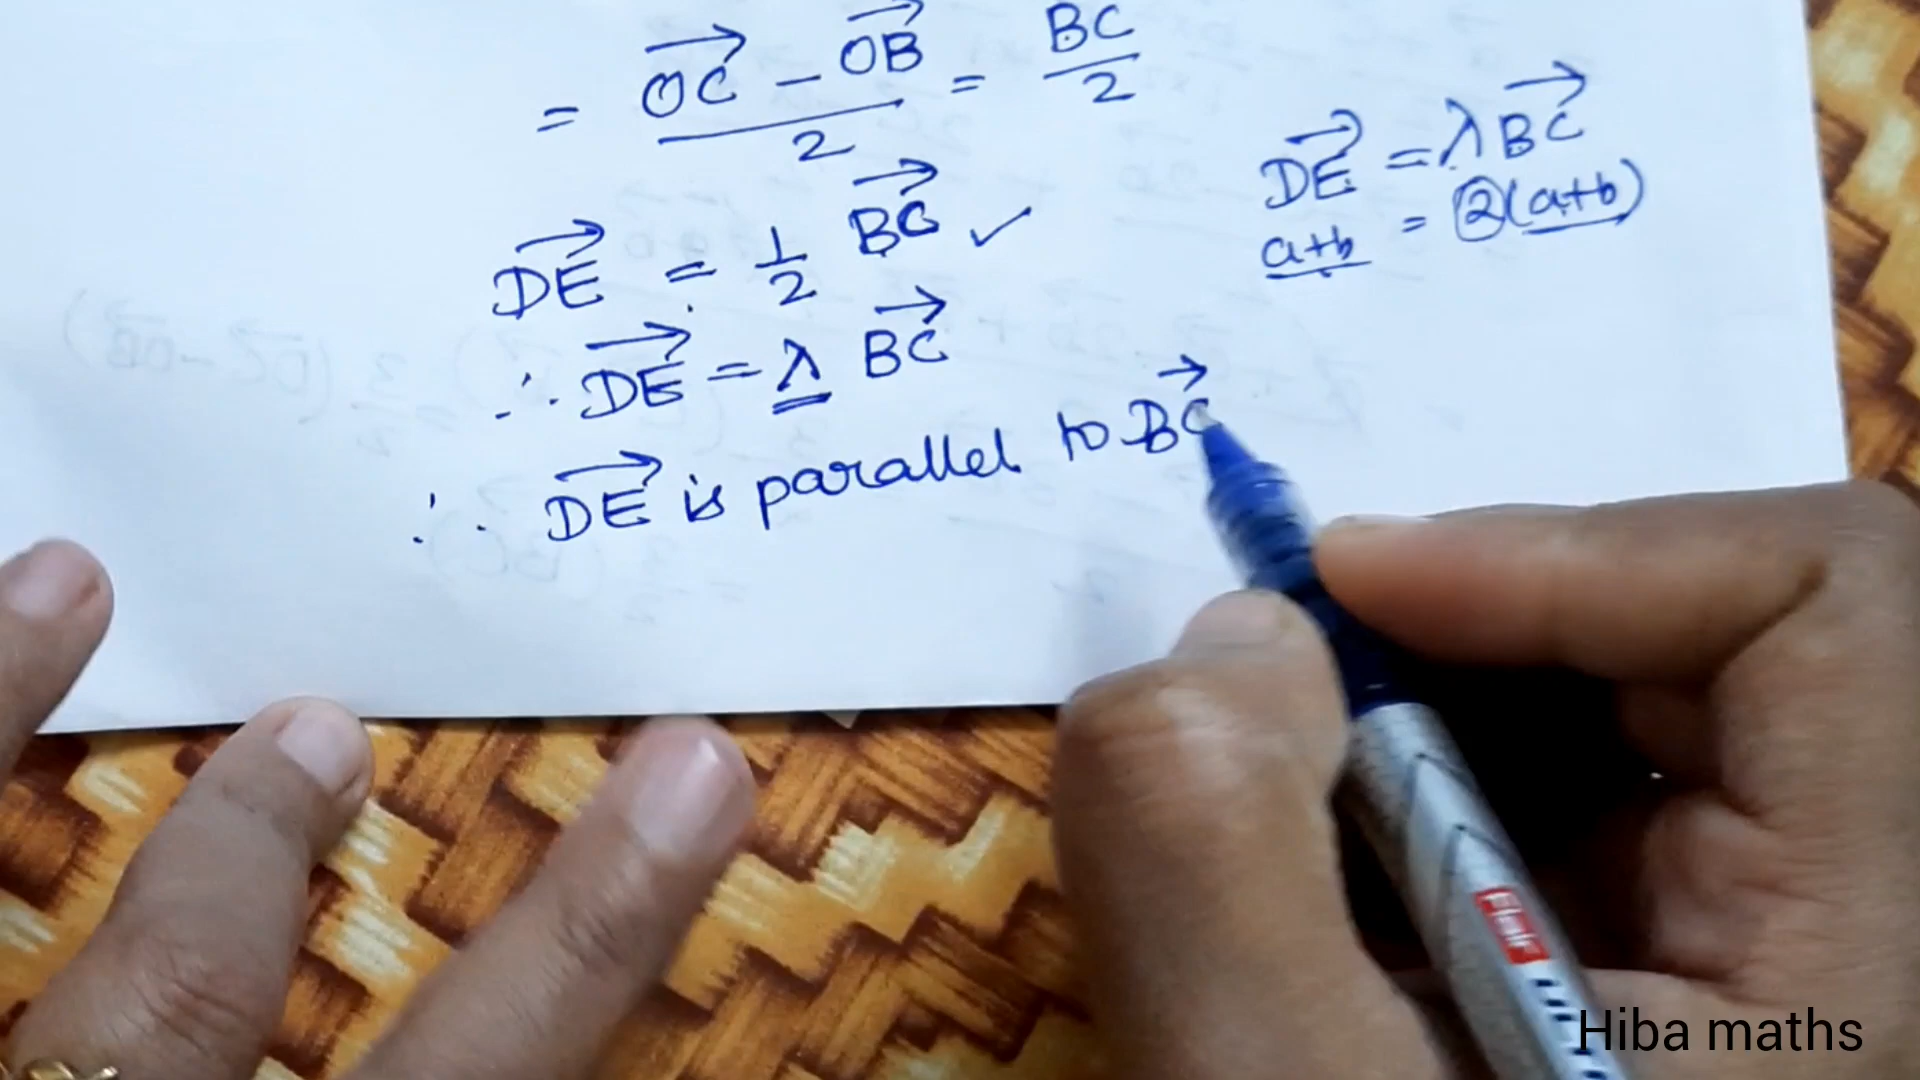 = (OC⃗ - OB⃗)/2 = BC/2
DE⃗ = 1/2 BC⃗ ✓
∴ DE⃗ = λ BC⃗
∴ DE⃗ is parallel to BC⃗
DE⃗ = λ BC⃗
a+b = 2(a+b)
Flair
Hiba maths